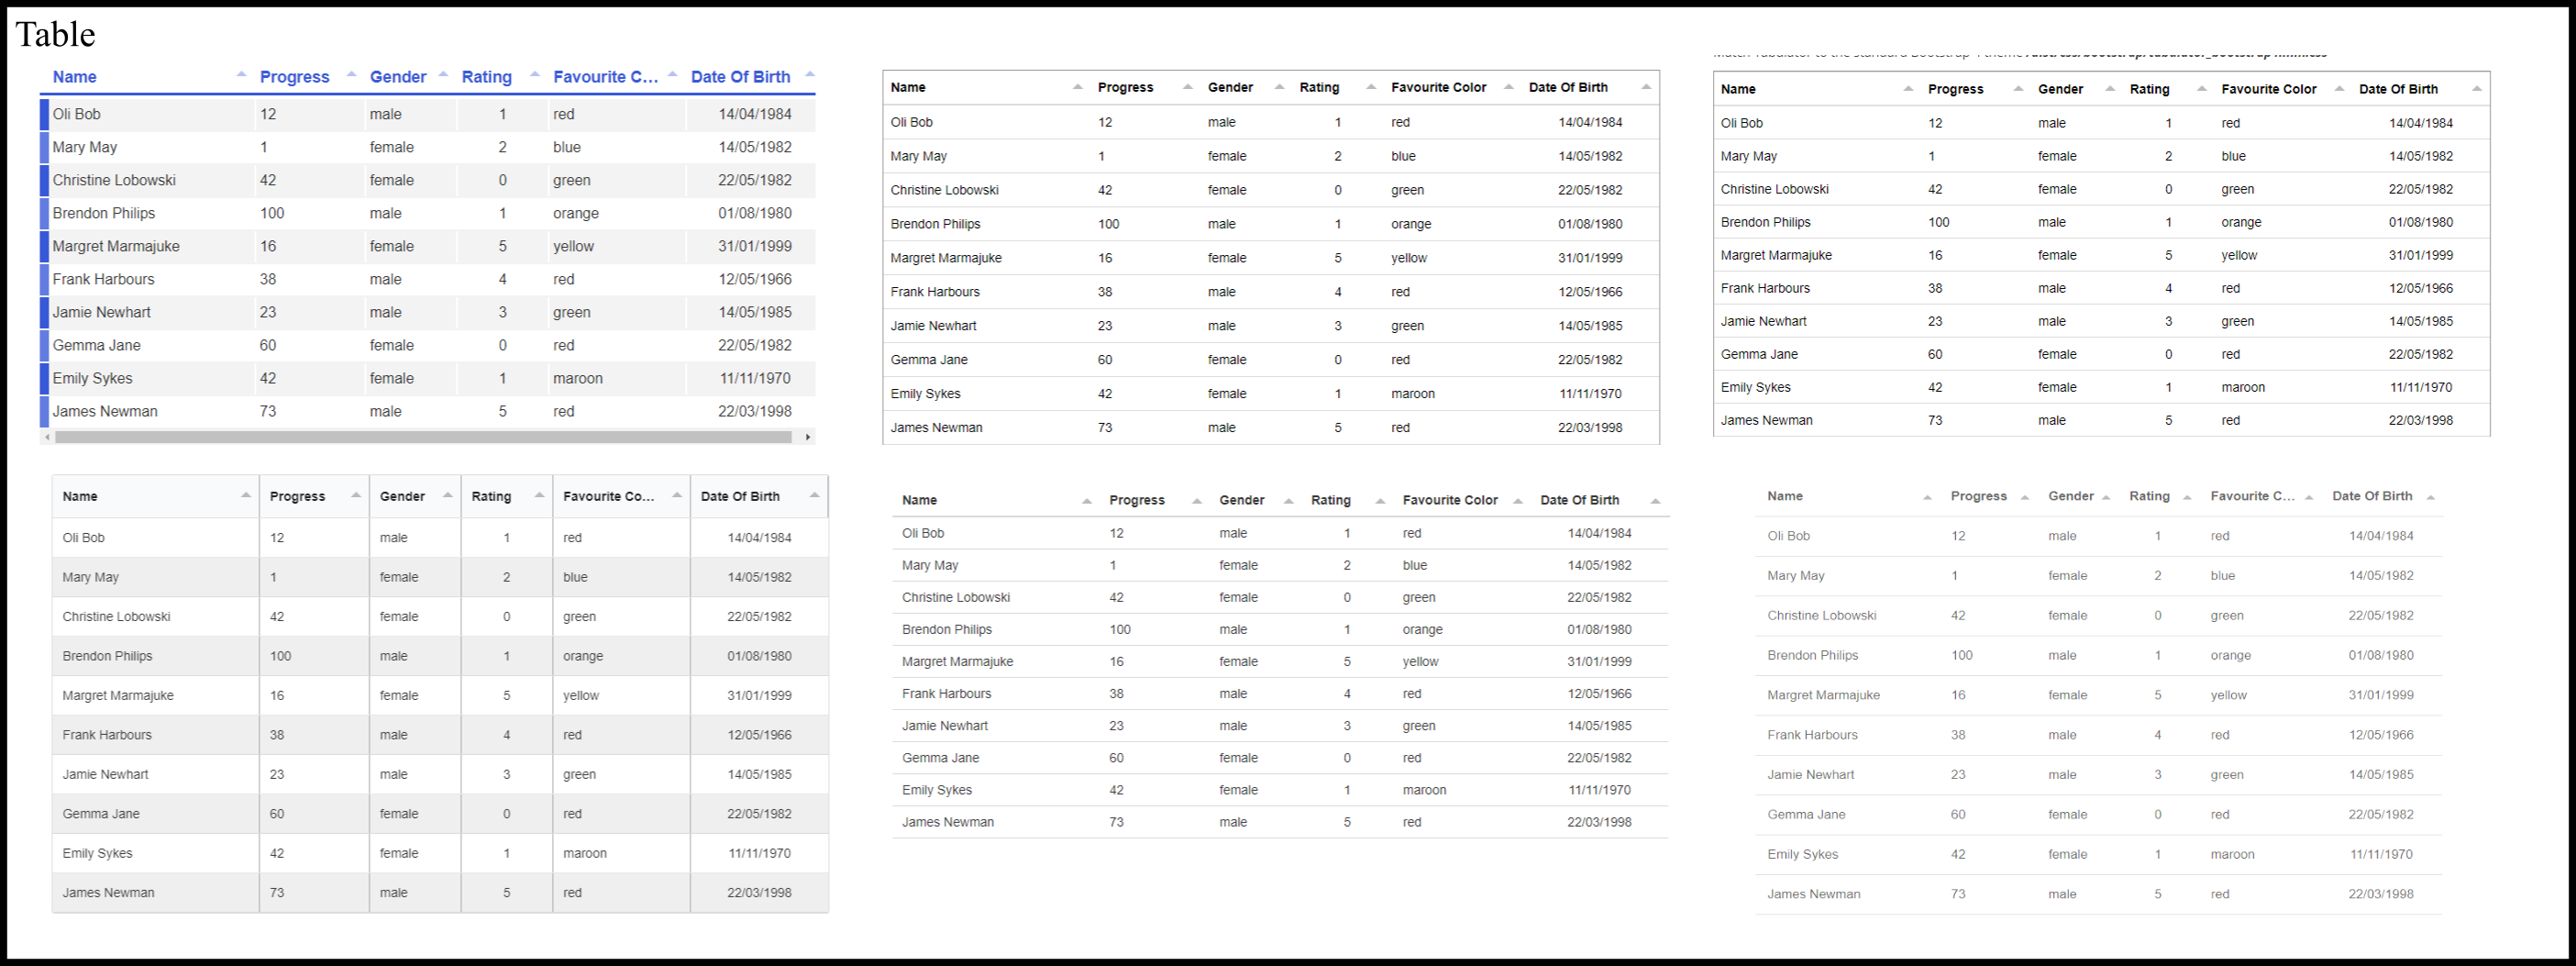 Table
Name Progress Gender Rating Favourite C... Date Of Birth
Oli Bob 12 male 1 red 14/04/1984
Mary May 1 female 2 blue 14/05/1982
Christine Lobowski 42 female 0 green 22/05/1982
Brendon Philips 100 male 1 orange 01/08/1980
Margret Marmajuke 16 female 5 yellow 31/01/1999
Frank Harbours 38 male 4 red 12/05/1966
Jamie Newhart 23 male 3 green 14/05/1985
Gemma Jane 60 female 0 red 22/05/1982
Emily Sykes 42 female 1 maroon 11/11/1970
James Newman 73 male 5 red 22/03/1998
Name Progress Gender Rating Favourite Color Date Of Birth
Oli Bob 12 male 1 red 14/04/1984
Mary May 1 female 2 blue 14/05/1982
Christine Lobowski 42 female 0 green 22/05/1982
Brendon Philips 100 male 1 orange 01/08/1980
Margret Marmajuke 16 female 5 yellow 31/01/1999
Frank Harbours 38 male 4 red 12/05/1966
Jamie Newhart 23 male 3 green 14/05/1985
Gemma Jane 60 female 0 red 22/05/1982
Emily Sykes 42 female 1 maroon 11/11/1970
James Newman 73 male 5 red 22/03/1998
Name Progress Gender Rating Favourite Color Date Of Birth
Oli Bob 12 male 1 red 14/04/1984
Mary May 1 female 2 blue 14/05/1982
Christine Lobowski 42 female 0 green 22/05/1982
Brendon Philips 100 male 1 orange 01/08/1980
Margret Marmajuke 16 female 5 yellow 31/01/1999
Frank Harbours 38 male 4 red 12/05/1966
Jamie Newhart 23 male 3 green 14/05/1985
Gemma Jane 60 female 0 red 22/05/1982
Emily Sykes 42 female 1 maroon 11/11/1970
James Newman 73 male 5 red 22/03/1998
Name Progress Gender Rating Favourite Co... Date Of Birth
Oli Bob 12 male 1 red 14/04/1984
Mary May 1 female 2 blue 14/05/1982
Christine Lobowski 42 female 0 green 22/05/1982
Brendon Philips 100 male 1 orange 01/08/1980
Margret Marmajuke 16 female 5 yellow 31/01/1999
Frank Harbours 38 male 4 red 12/05/1966
Jamie Newhart 23 male 3 green 14/05/1985
Gemma Jane 60 female 0 red 22/05/1982
Emily Sykes 42 female 1 maroon 11/11/1970
James Newman 73 male 5 red 22/03/1998
Name Progress Gender Rating Favourite Color Date Of Birth
Oli Bob 12 male 1 red 14/04/1984
Mary May 1 female 2 blue 14/05/1982
Christine Lobowski 42 female 0 green 22/05/1982
Brendon Philips 100 male 1 orange 01/08/1980
Margret Marmajuke 16 female 5 yellow 31/01/1999
Frank Harbours 38 male 4 red 12/05/1966
Jamie Newhart 23 male 3 green 14/05/1985
Gemma Jane 60 female 0 red 22/05/1982
Emily Sykes 42 female 1 maroon 11/11/1970
James Newman 73 male 5 red 22/03/1998
Name Progress Gender Rating Favourite C... Date Of Birth
Oli Bob 12 male 1 red 14/04/1984
Mary May 1 female 2 blue 14/05/1982
Christine Lobowski 42 female 0 green 22/05/1982
Brendon Philips 100 male 1 orange 01/08/1980
Margret Marmajuke 16 female 5 yellow 31/01/1999
Frank Harbours 38 male 4 red 12/05/1966
Jamie Newhart 23 male 3 green 14/05/1985
Gemma Jane 60 female 0 red 22/05/1982
Emily Sykes 42 female 1 maroon 11/11/1970
James Newman 73 male 5 red 22/03/1998